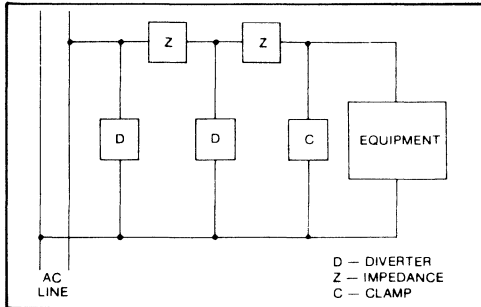 Z Z
D D C EQUIPMENT
D — DIVERTER
Z — IMPEDANCE
C — CLAMP
AC
LINE